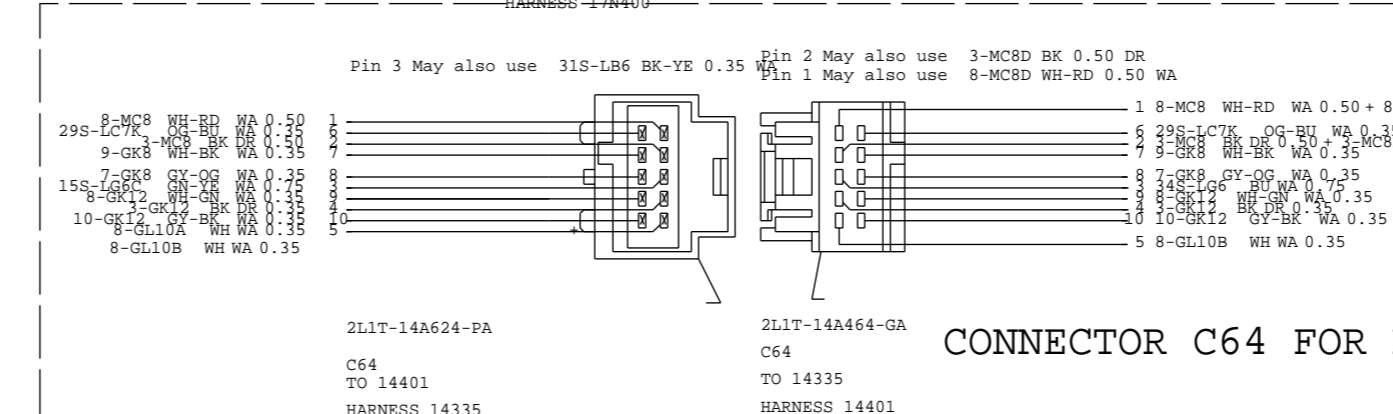 HARNESS 17N400
Pin 3 May also use 31S-LB6 BK-YE 0.35 WA
Pin 2 May also use 3-MC8D BK 0.50 DR
Pin 1 May also use 8-MC8D WH-RD 0.50 WA
8-MC8 WH-RD WA 0.50 1
29S-LC7K OG-BU WA 0.35 6
3-MC8 BK DR 0.50 2
9-GK8 WH-BK WA 0.35 7
7-GK8 GY-OG WA 0.35 8
15S-LG6C GN-YE WA 0.75 3
8-GK12 WH-GN WA 0.35 9
3-GK12 BK DR 0.35 4
10-GK12 GY-BK WA 0.35 10
8-GL10A WH WA 0.35 5
8-GL10B WH WA 0.35
+
1 8-MC8 WH-RD WA 0.50 + 8
6 29S-LC7K OG-BU WA 0.35
2 3-MC8 BK DR 0.50 + 3-MC8
7 9-GK8 WH-BK WA 0.35
8 7-GK8 GY-OG WA 0.35
3 34S-LG6 BU WA 0.75
9 8-GK12 WH-GN WA 0.35
4 3-GK12 BK DR 0.35
10 10-GK12 GY-BK WA 0.35
5 8-GL10B WH WA 0.35
2L1T-14A624-PA
C64
TO 14401
HARNESS 14335
2L1T-14A464-GA
C64
TO 14335
HARNESS 14401
CONNECTOR C64 FOR